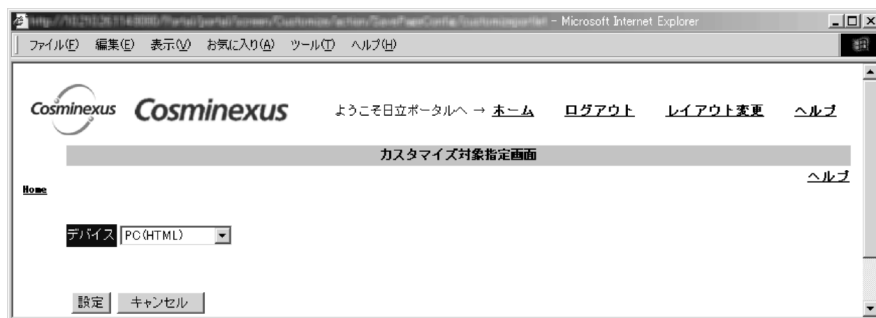 - Microsoft Internet Explorer
ファイル(F) 編集(E) 表示(V) お気に入り(A) ツール(T) ヘルプ(H)
Cosminexus Cosminexus ようこそ日立ポータルへ → ホーム ログアウト レイアウト変更 ヘルプ
カスタマイズ対象指定画面
ヘルプ
Home
デバイス PC(HTML)
設定 キャンセル